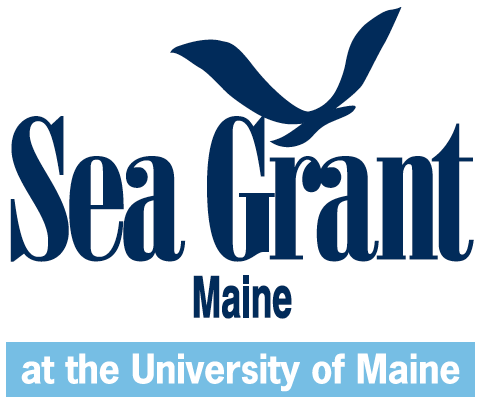 Sea Grant
Maine
at the University of Maine